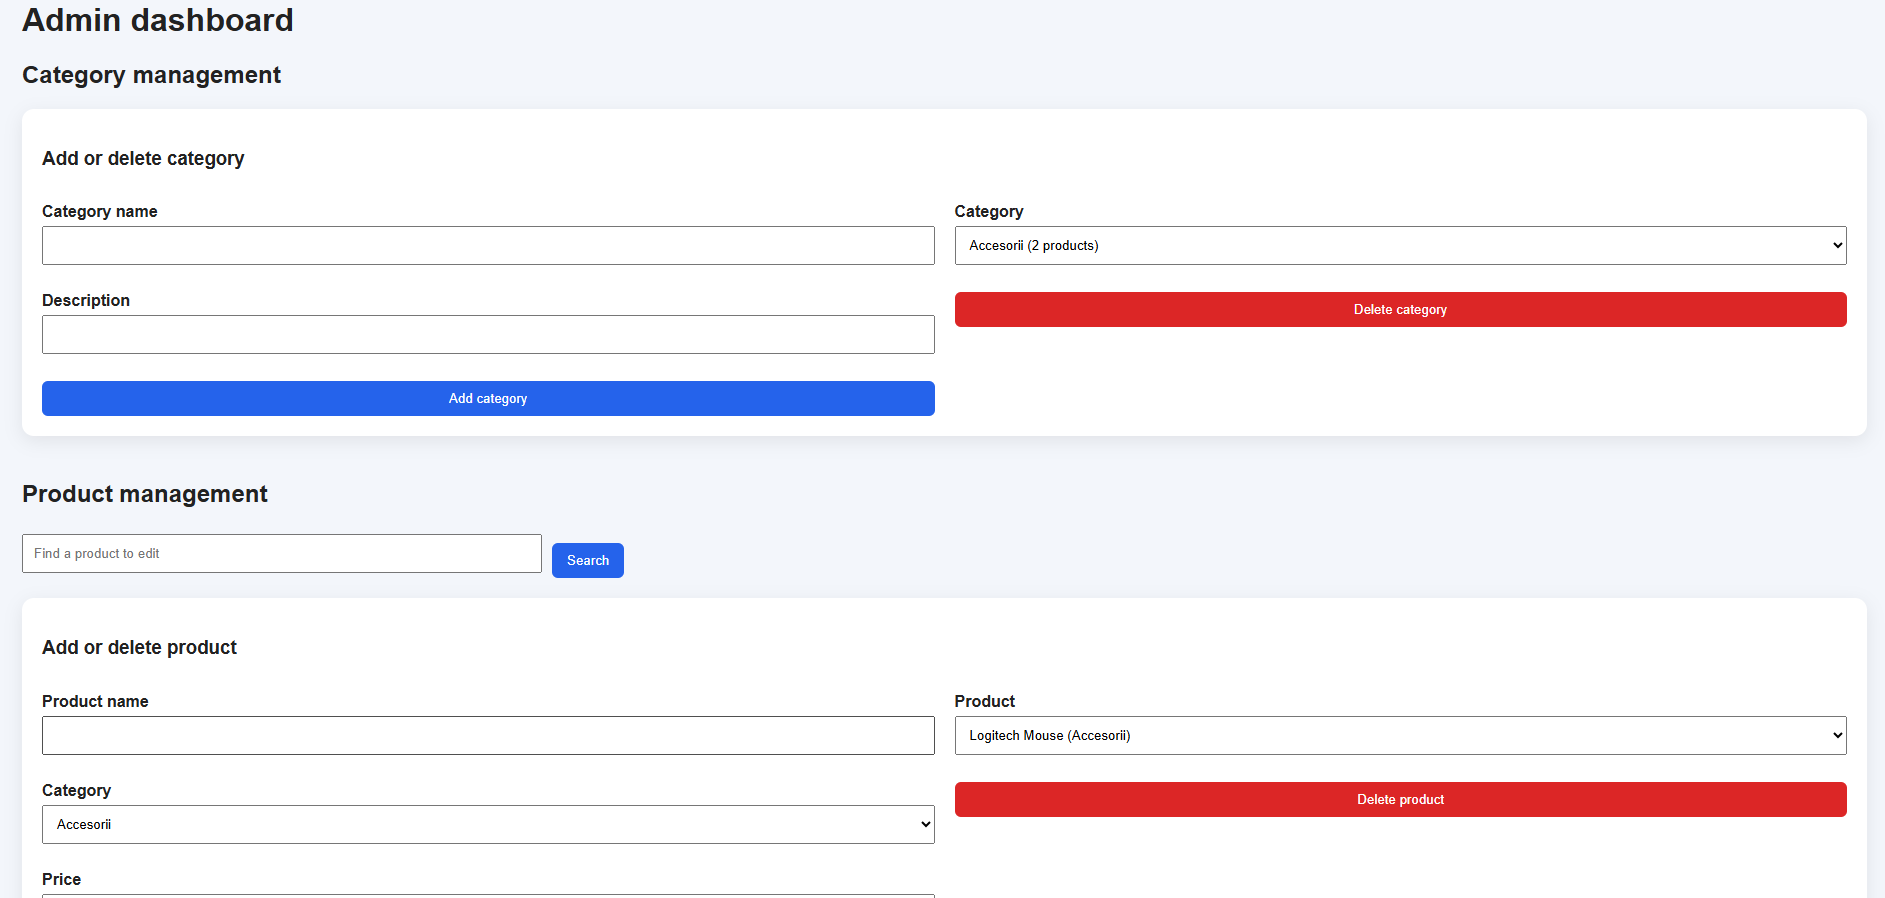 Admin dashboard
Category management
Add or delete category
Category name
Description
Add category
Category
Accesorii (2 products)
Delete category
Product management
Find a product to edit
Search
Add or delete product
Product name
Category
Accesorii
Price
Product
Logitech Mouse (Accesorii)
Delete product